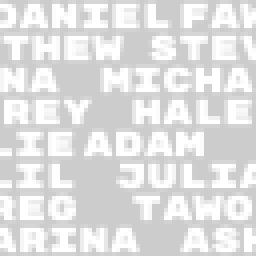 DANIEL FAW
THEW STEV
NA MICHA
REY HALE
LIE ADAM
LIL JULIA
REG TAWO
ARINA ASH